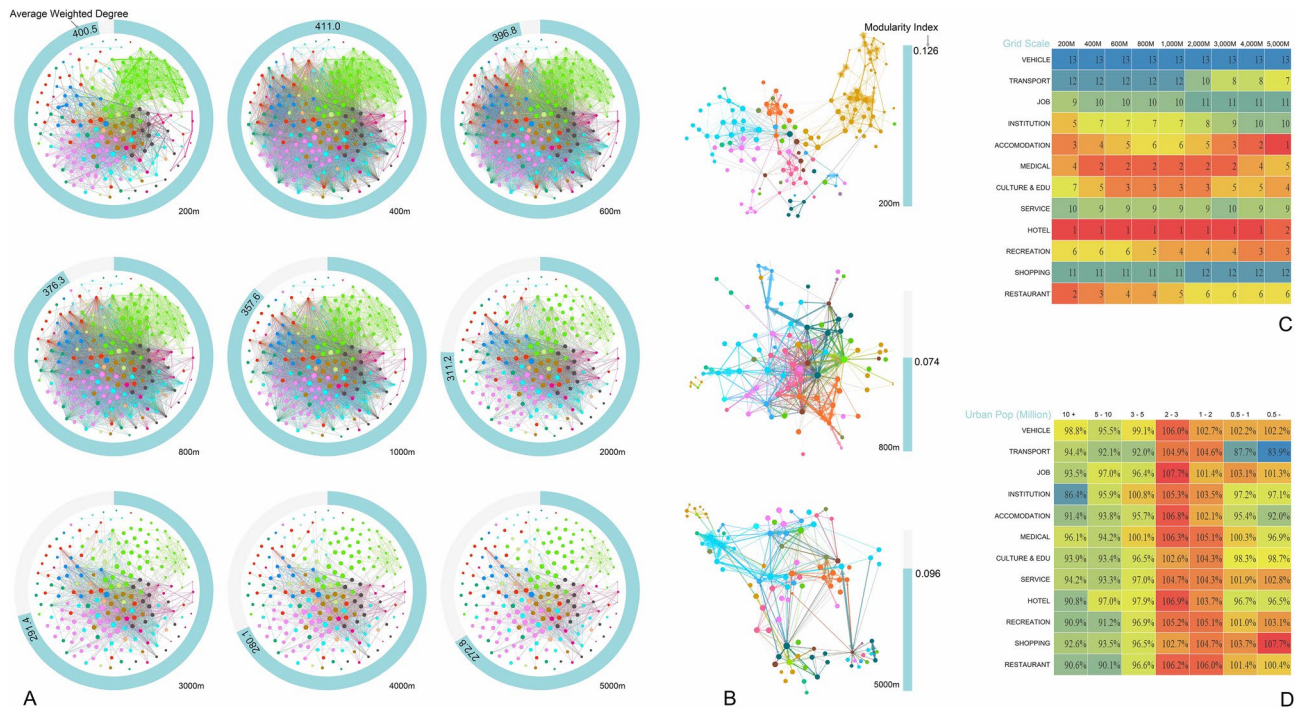 Average Weighted Degree
400.5
411.0
396.8
200m
400m
600m
376.3
357.6
311.2
800m
1000m
2000m
291.4
280.1
272.8
3000m
4000m
5000m
A
Modularity Index
0.126
200m
0.074
800m
0.096
5000m
B
Grid Scale 200M 400M 600M 800M 1,000M 2,000M 3,000M 4,000M 5,000M
VEHICLE 13 13 13 13 13 13 13 13 13
TRANSPORT 12 12 12 12 12 10 8 8 7
JOB 9 10 10 10 10 11 11 11 11
INSTITUTION 5 7 7 7 7 8 9 10 10
ACCOMODATION 3 4 5 6 6 5 3 2 1
MEDICAL 4 2 2 2 2 2 2 4 5
CULTURE & EDU 7 5 3 3 3 3 5 5 4
SERVICE 10 9 9 9 9 9 10 9 9
HOTEL 1 1 1 1 1 1 1 1 2
RECREATION 6 6 6 5 4 4 4 3 3
SHOPPING 11 11 11 11 11 12 12 12 12
RESTAURANT 2 3 4 4 5 6 6 6 6
C
Urban Pop (Million) 10 + 5 - 10 3 - 5 2 - 3 1 - 2 0.5 - 1 0.5 -
VEHICLE 98.8% 95.5% 99.1% 106.0% 102.7% 102.2% 102.2%
TRANSPORT 94.4% 92.1% 92.0% 104.9% 104.6% 87.7% 83.9%
JOB 93.5% 97.0% 96.4% 107.7% 101.4% 103.1% 101.3%
INSTITUTION 86.4% 95.9% 100.8% 105.3% 103.5% 97.2% 97.1%
ACCOMODATION 91.4% 93.8% 95.7% 106.8% 102.1% 95.4% 92.0%
MEDICAL 96.1% 94.2% 100.1% 106.3% 105.1% 100.3% 96.9%
CULTURE & EDU 93.9% 93.4% 96.5% 102.6% 104.3% 98.3% 98.7%
SERVICE 94.2% 93.3% 97.0% 104.7% 104.3% 101.9% 102.8%
HOTEL 90.8% 97.0% 97.9% 106.9% 103.7% 96.7% 96.5%
RECREATION 90.9% 91.2% 96.9% 105.2% 105.1% 101.0% 103.1%
SHOPPING 92.6% 93.5% 96.5% 102.7% 104.7% 103.7% 107.7%
RESTAURANT 90.6% 90.1% 96.6% 106.2% 106.0% 101.4% 100.4%
D